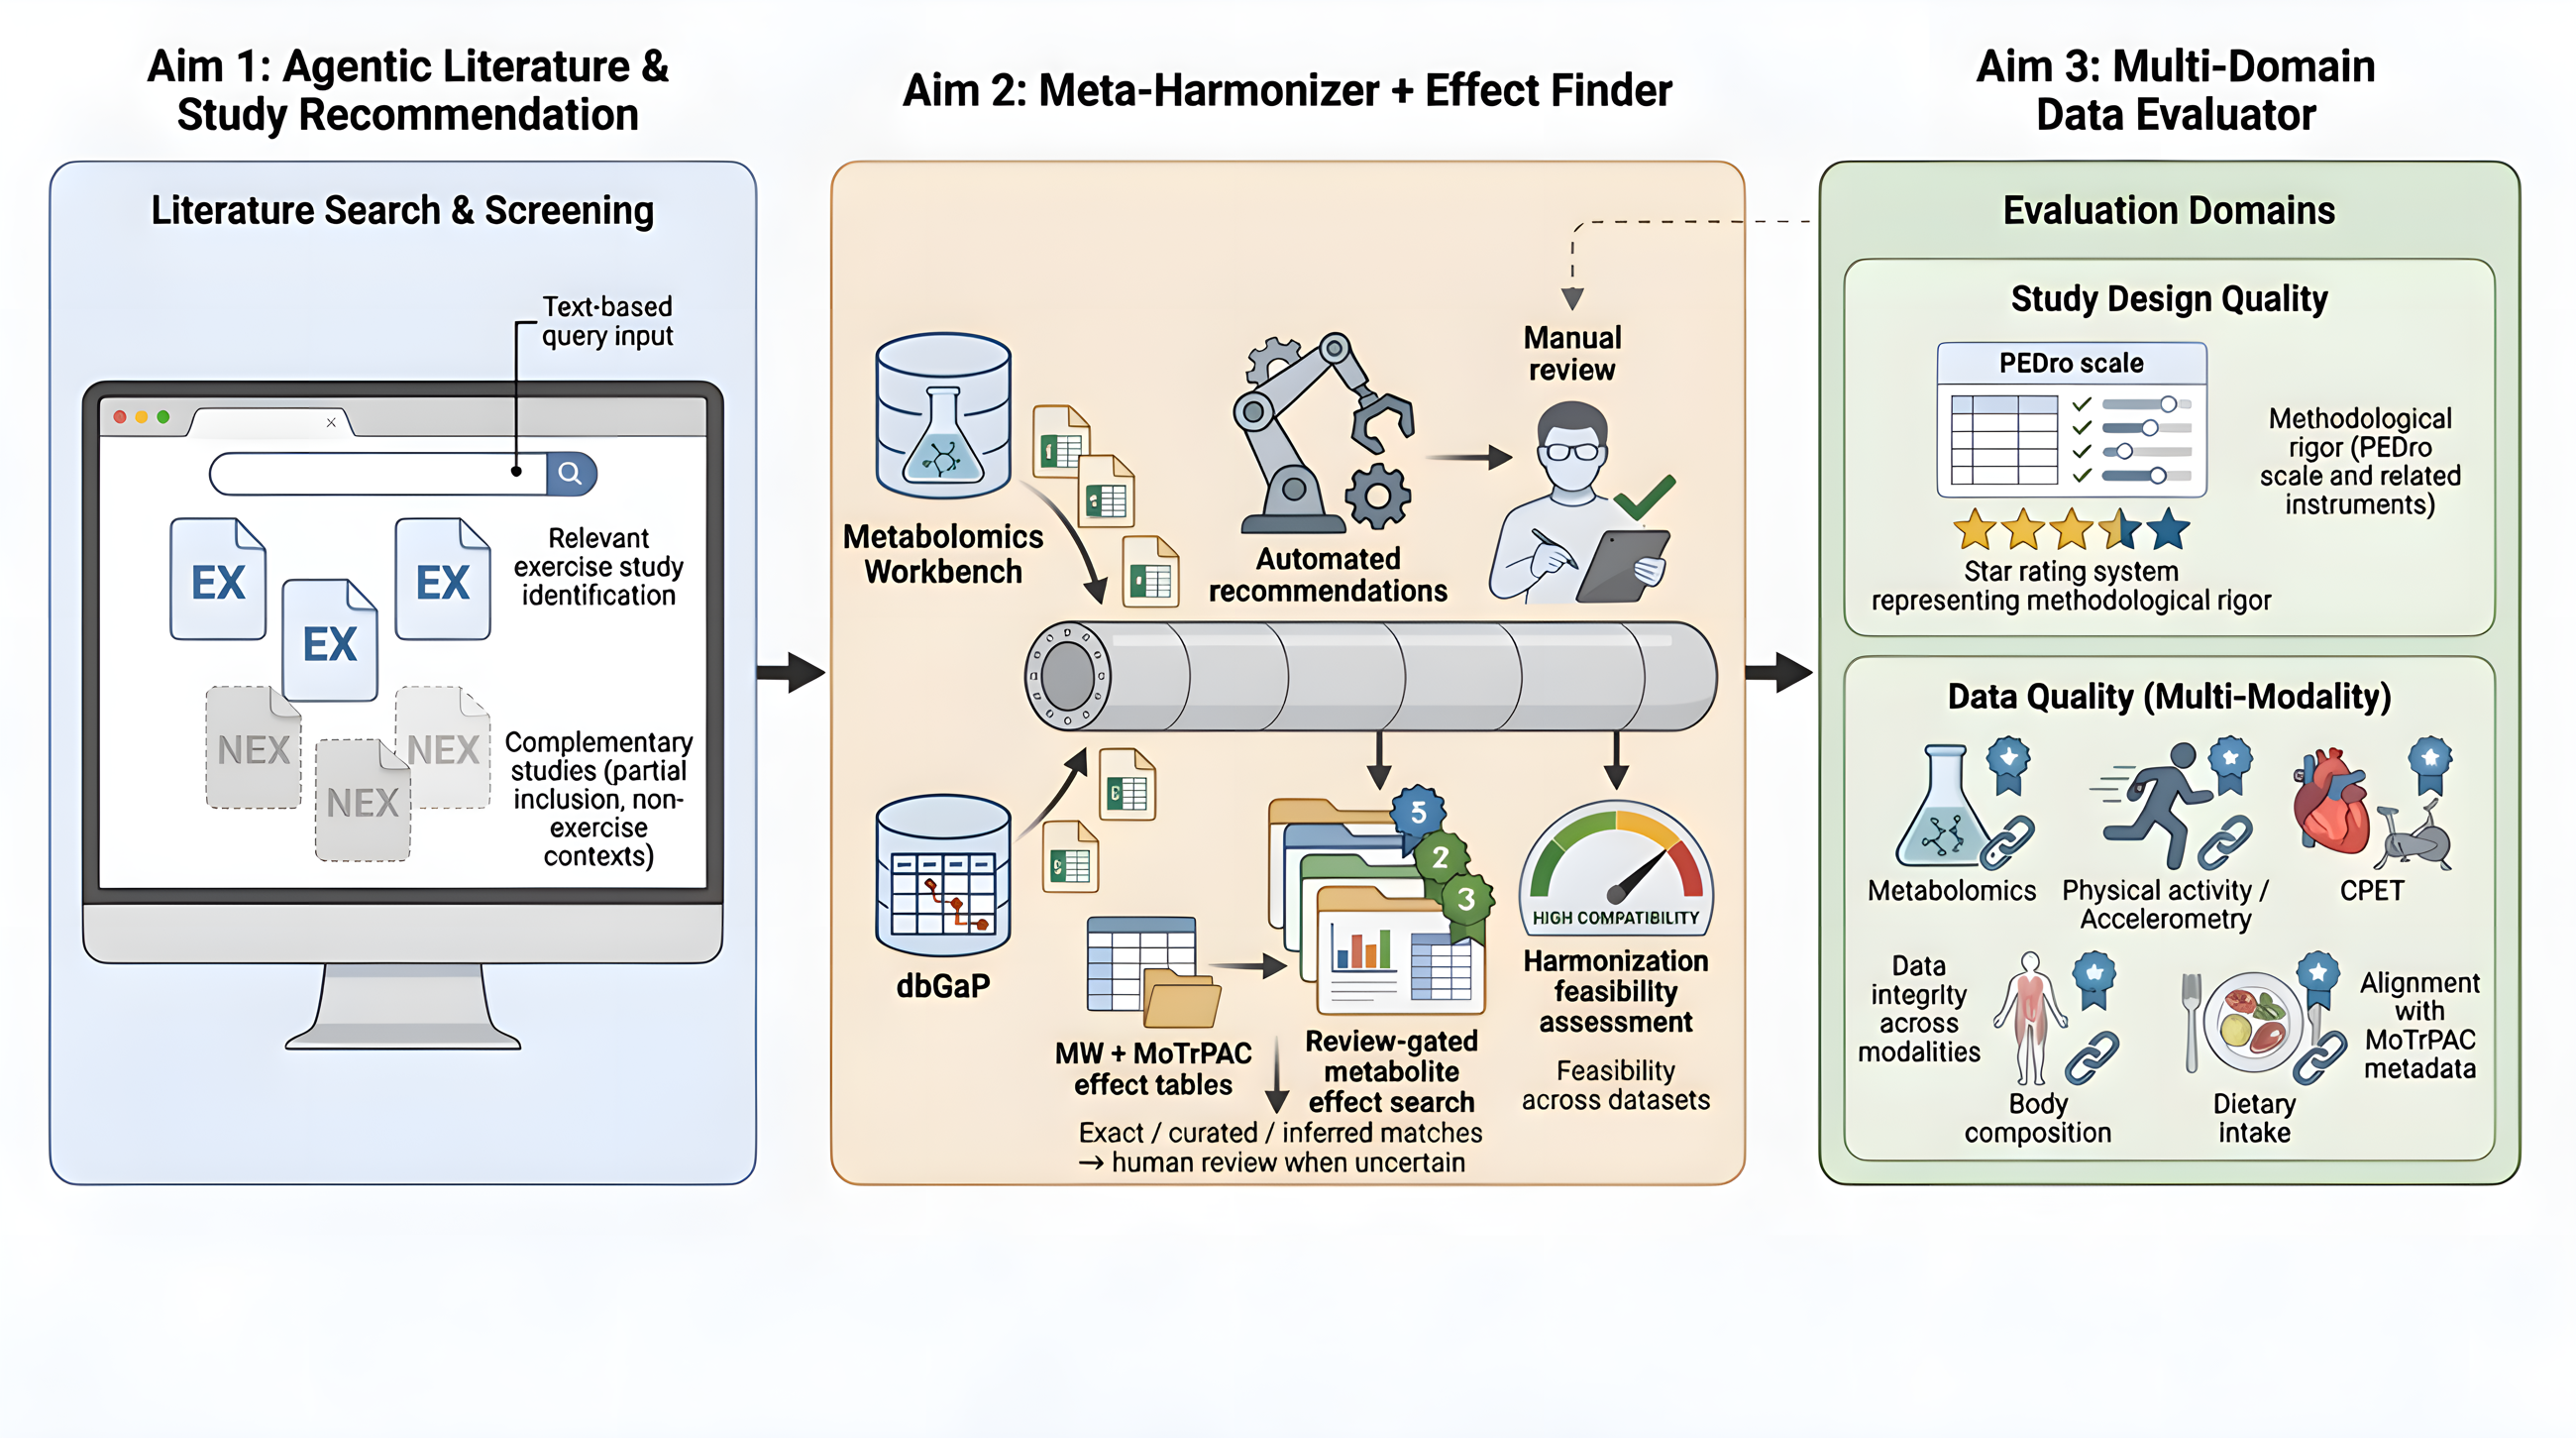 Aim 1: Agentic Literature &
Study Recommendation
Literature Search & Screening
Text-based
query input
x
EX
EX
EX
Relevant
exercise study
identification
NEX
NEX
NEX
Complementary
studies (partial
inclusion, non-
exercise
contexts)
Aim 2: Meta-Harmonizer + Effect Finder
Metabolomics
Workbench
Automated
recommendations
Manual
review
dbGaP
MW + MoTrPAC
effect tables
5
2
3
Review-gated
metabolite
effect search
Exact / curated / inferred matches
→ human review when uncertain
HIGH COMPATIBILITY
Harmonization
feasibility
assessment
Feasibility
across datasets
Aim 3: Multi-Domain
Data Evaluator
Evaluation Domains
Study Design Quality
PEDro scale
Methodological
rigor (PEDro
scale and related
instruments)
Star rating system
representing methodological rigor
Data Quality (Multi-Modality)
Metabolomics
Physical activity /
Accelerometry
CPET
Data
integrity
across
modalities
Body
composition
Dietary
intake
Alignment
with
MoTrPAC
metadata